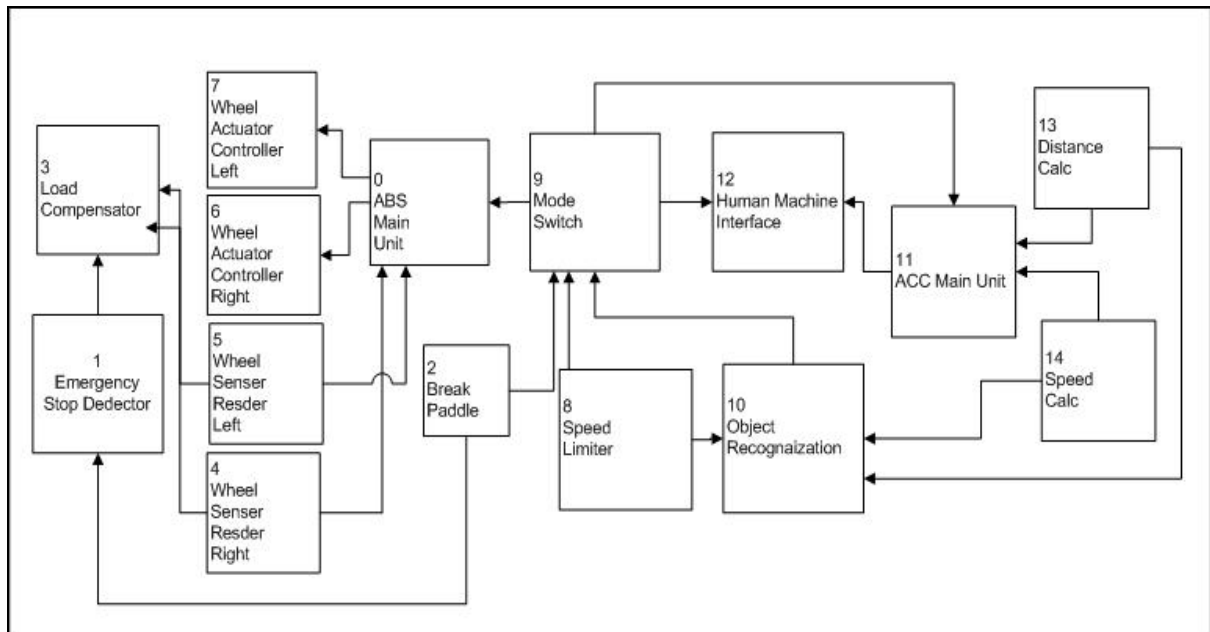 7
Wheel
Actuator
Controller
Left
3
Load
Compensator
6
Wheel
Actuator
Controller
Right
0
ABS
Main
Unit
9
Mode
Switch
12
Human Machine
Interface
13
Distance
Calc
11
ACC Main Unit
1
Emergency
Stop Dedector
5
Wheel
Senser
Resder
Left
2
Break
Paddle
8
Speed
Limiter
10
Object
Recognaization
14
Speed
Calc
4
Wheel
Senser
Resder
Right